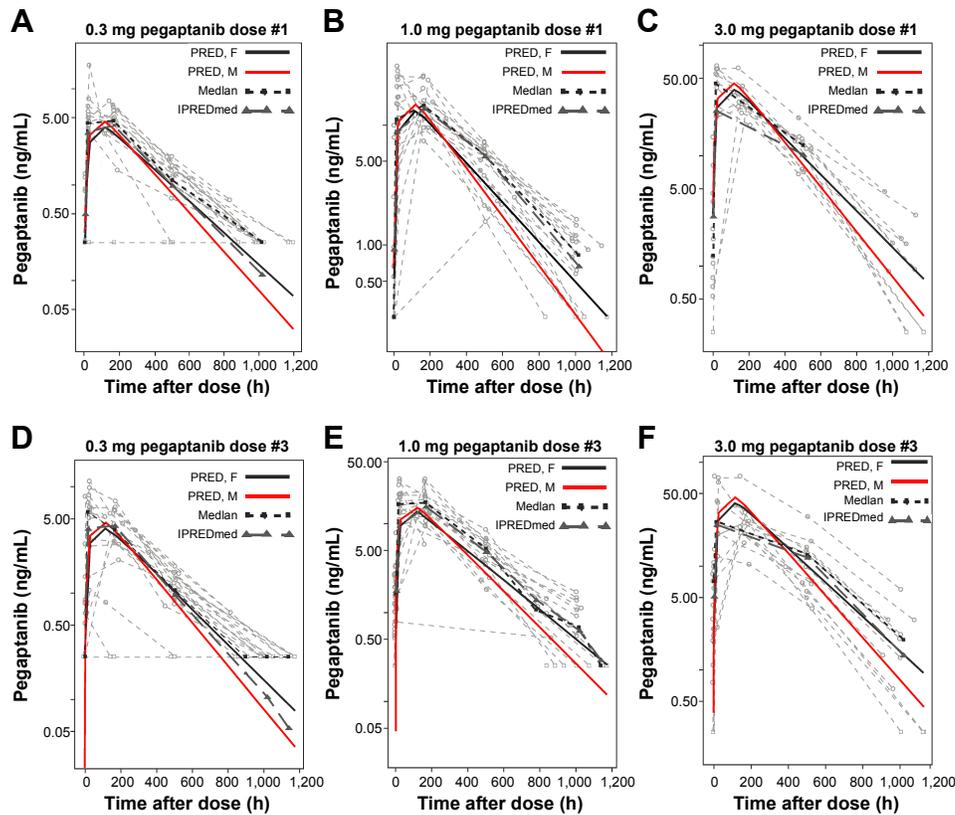 A
0.3 mg pegaptanib dose #1
PRED, F
PRED, M
Medlan
IPREDmed
5.00
0.50
0.05
Pegaptanib (ng/mL)
0 200 400 600 800 1,000 1,200
Time after dose (h)
B
1.0 mg pegaptanib dose #1
PRED, F
PRED, M
Medlan
IPREDmed
5.00
1.00
0.50
Pegaptanib (ng/mL)
0 200 400 600 800 1,000 1,200
Time after dose (h)
C
3.0 mg pegaptanib dose #1
PRED, F
PRED, M
Medlan
IPREDmed
50.00
5.00
0.50
Pegaptanib (ng/mL)
0 200 400 600 800 1,000 1,200
Time after dose (h)
D
0.3 mg pegaptanib dose #3
PRED, F
PRED, M
Medlan
IPREDmed
5.00
0.50
0.05
Pegaptanib (ng/mL)
0 200 400 600 800 1,000 1,200
Time after dose (h)
E
1.0 mg pegaptanib dose #3
PRED, F
PRED, M
Medlan
IPREDmed
50.00
5.00
0.50
0.05
Pegaptanib (ng/mL)
0 200 400 600 800 1,000 1,200
Time after dose (h)
F
3.0 mg pegaptanib dose #3
PRED, F
PRED, M
Medlan
IPREDmed
50.00
5.00
0.50
Pegaptanib (ng/mL)
0 200 400 600 800 1,000 1,200
Time after dose (h)